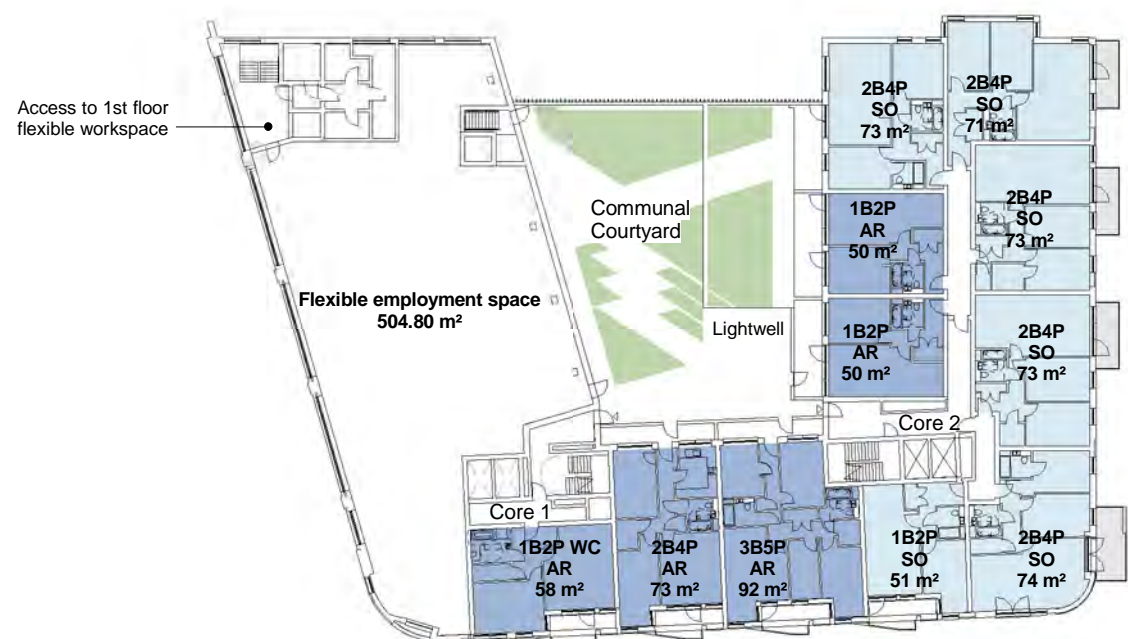 Access to 1st floor
flexible workspace
2B4P
SO
73 m²
2B4P
SO
71 m²
Communal
Courtyard
1B2P
AR
50 m²
2B4P
SO
73 m²
Flexible employment space
504.80 m²
Lightwell
1B2P
AR
50 m²
2B4P
SO
73 m²
Core 2
Core 1
1B2P WC
AR
58 m²
2B4P
AR
73 m²
3B5P
AR
92 m²
1B2P
SO
51 m²
2B4P
SO
74 m²